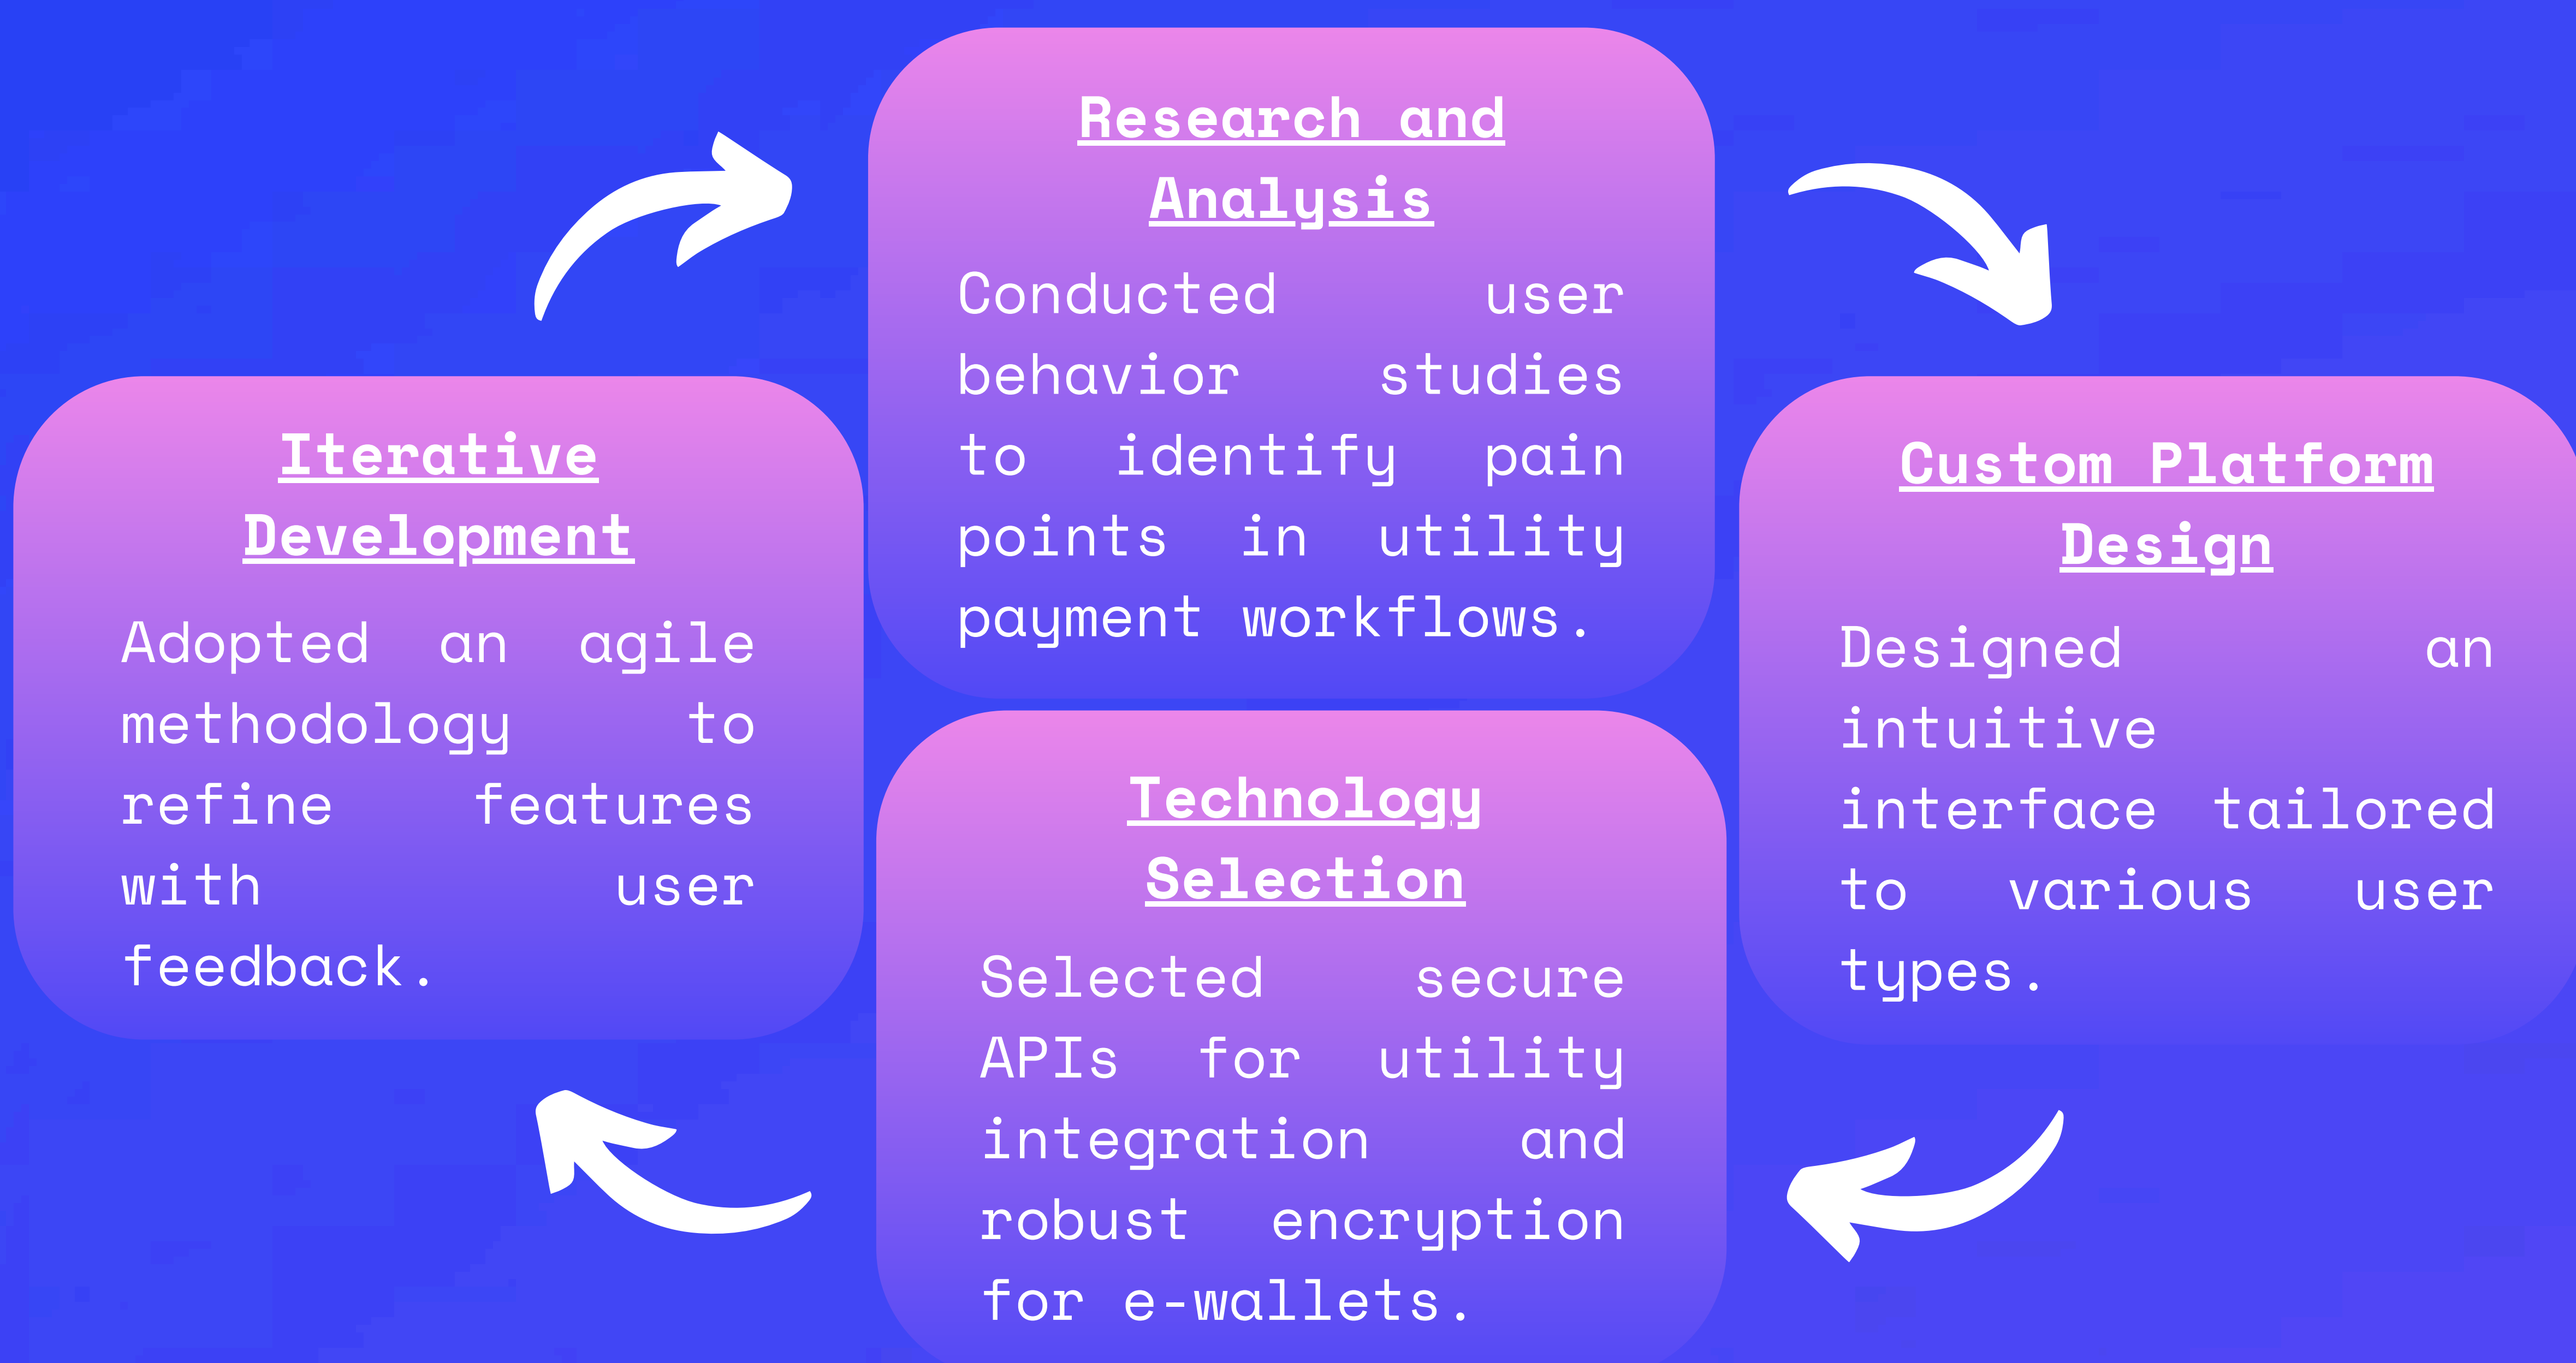 Research and
Analysis
Conducted user
behavior studies
to identify pain
points in utility
payment workflows.
Custom Platform
Design
Designed an
intuitive
interface tailored
to various user
types.
Technology
Selection
Selected secure
APIs for utility
integration and
robust encryption
for e-wallets.
Iterative
Development
Adopted an agile
methodology to
refine features
with user
feedback.